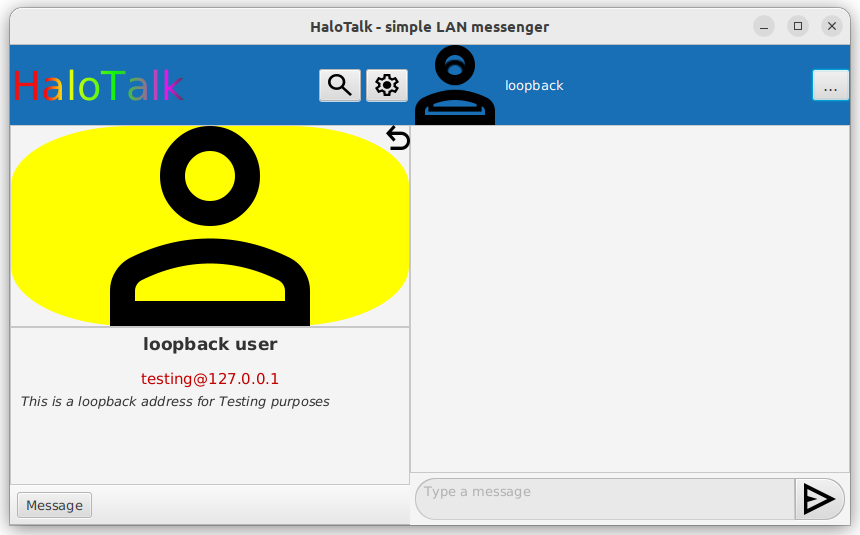 HaloTalk - simple LAN messenger
HaloTalk
loopback
...
loopback user
testing@127.0.0.1
This is a loopback address for Testing purposes
Message
Type a message